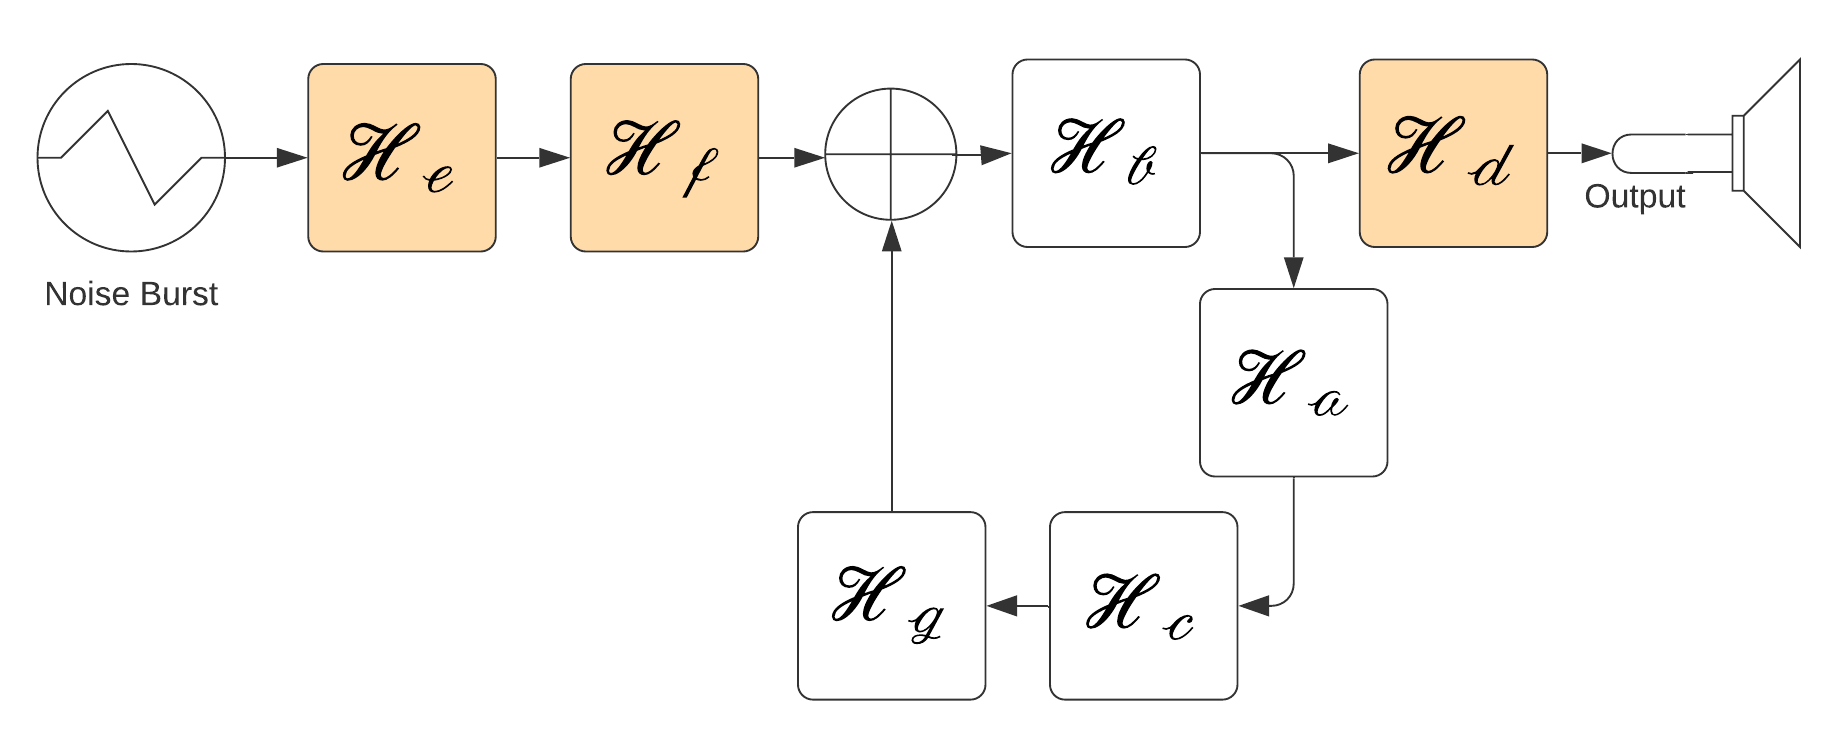 ℋ e
ℋ f
ℋ b
ℋ d
Output
Noise Burst
ℋ a
ℋ g
ℋ c